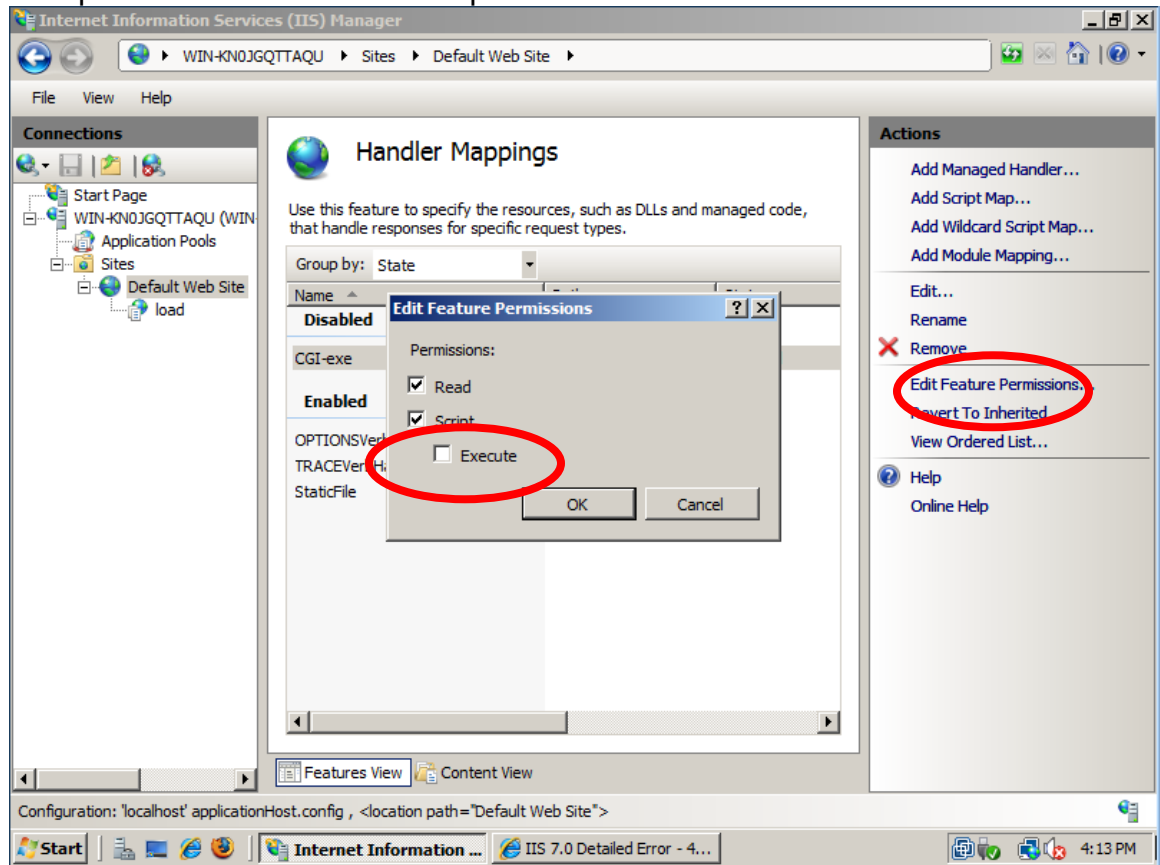 Internet Information Services (IIS) Manager
WIN-KN0JGQTTAQU Sites Default Web Site
File View Help
Connections
Start Page
WIN-KN0JGQTTAQU (WIN-
Application Pools
Sites
Default Web Site
load
Handler Mappings
Use this feature to specify the resources, such as DLLs and managed code,
that handle responses for specific request types.
Group by: State
Name
Disabled
CGI-exe
Enabled
OPTIONSVer
TRACEVer
StaticFile
Edit Feature Permissions
Permissions:
Read
Script
Execute
OK Cancel
Actions
Add Managed Handler...
Add Script Map...
Add Wildcard Script Map...
Add Module Mapping...
Edit...
Rename
Remove
Edit Feature Permissions...
Revert To Inherited
View Ordered List...
Help
Online Help
Features View Content View
Configuration: 'localhost' applicationHost.config , <location path="Default Web Site">
Start Internet Information ... IIS 7.0 Detailed Error - 4... 4:13 PM